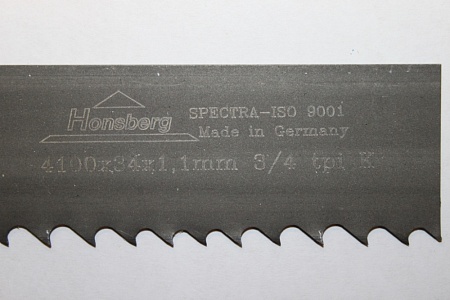 Honsberg
SPECTRA-ISO 9001
Made in Germany
4100x34x1,1mm 3/4 tpi K